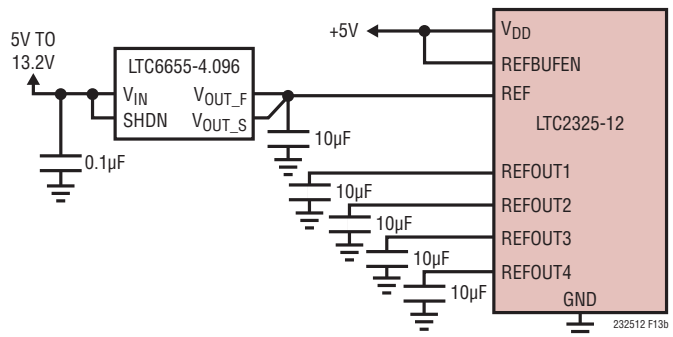 5V TO
13.2V
LTC6655-4.096
VIN
SHDN
VOUT_F
VOUT_S
0.1µF
10µF
+5V
VDD
REFBUFEN
REF
LTC2325-12
REFOUT1
10µF
REFOUT2
10µF
REFOUT3
10µF
REFOUT4
10µF
GND
232512 F13b